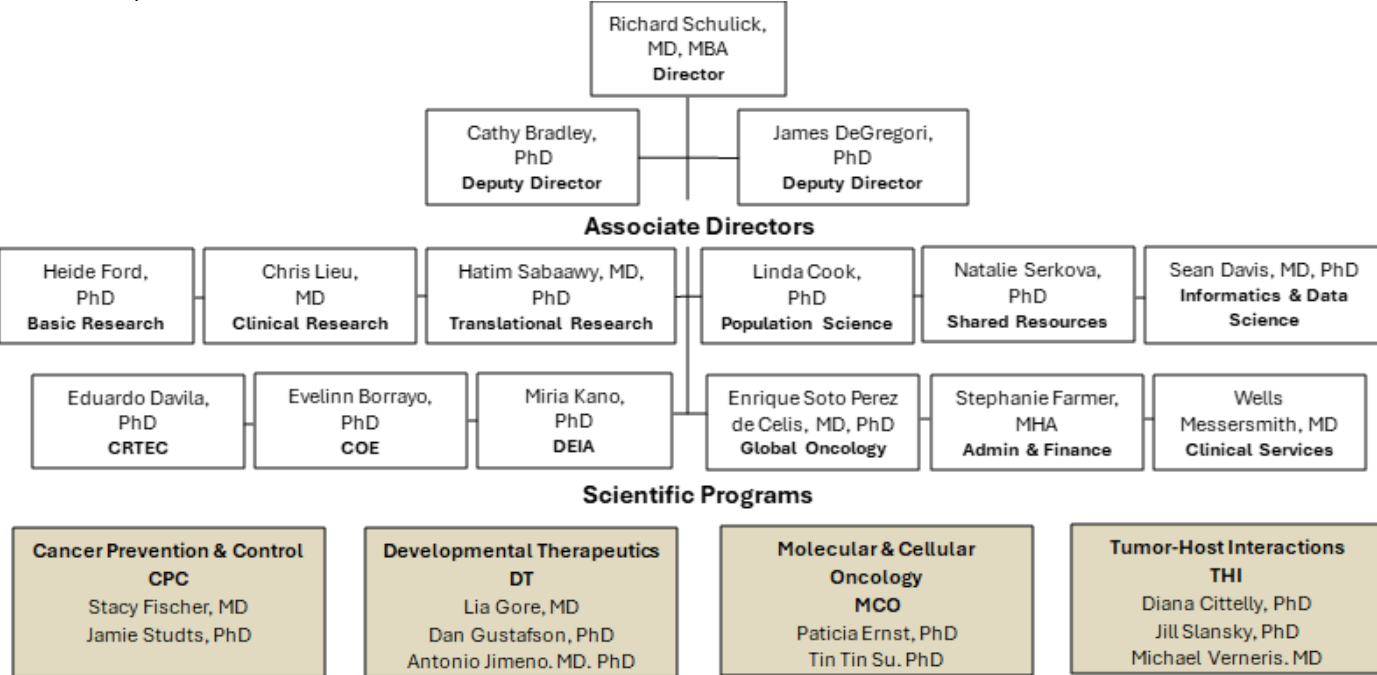 Richard Schulick,
MD, MBA
Director
Cathy Bradley,
PhD
Deputy Director
James DeGregori,
PhD
Deputy Director
Associate Directors
Heide Ford,
PhD
Basic Research
Chris Lieu,
MD
Clinical Research
Hatim Sabaawy, MD,
PhD
Translational Research
Linda Cook,
PhD
Population Science
Natalie Serkova,
PhD
Shared Resources
Sean Davis, MD, PhD
Informatics & Data
Science
Eduardo Davila,
PhD
CRTEC
Evelinn Borrayo,
PhD
COE
Miria Kano,
PhD
DEIA
Enrique Soto Perez
de Celis, MD, PhD
Global Oncology
Stephanie Farmer,
MHA
Admin & Finance
Wells
Messersmith, MD
Clinical Services
Scientific Programs
Cancer Prevention & Control
CPC
Stacy Fischer, MD
Jamie Studts, PhD
Developmental Therapeutics
DT
Lia Gore, MD
Dan Gustafson, PhD
Antonio Jimeno. MD. PhD
Molecular & Cellular
Oncology
MCO
Paticia Ernst, PhD
Tin Tin Su. PhD
Tumor-Host Interactions
THI
Diana Cittelly, PhD
Jill Slansky, PhD
Michael Verneris. MD